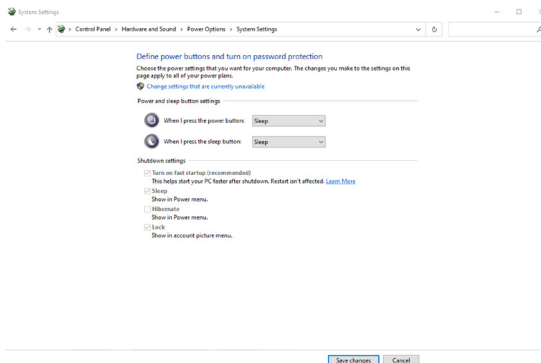 System Settings
Control Panel > Hardware and Sound > Power Options > System Settings
Define power buttons and turn on password protection
Choose the power settings that you want for your computer. The changes you make to the settings on this
page apply to all of your power plans.
Change settings that are currently unavailable
Power and sleep button settings
When I press the power button: Sleep
When I press the sleep button: Sleep
Shutdown settings
Turn on fast startup (recommended)
This helps start your PC faster after shutdown. Restart isn't affected. Learn More
Sleep
Show in Power menu.
Hibernate
Show in Power menu.
Lock
Show in account picture menu.
Save changes Cancel